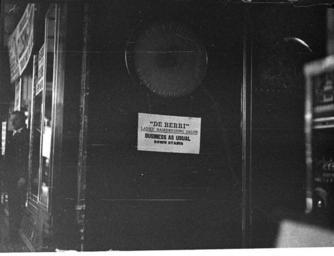 "DE BERRI"
LADIES HAIRDRESSING SALON
BUSINESS AS USUAL
DOWN STAIRS